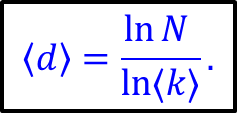 ⟨d⟩ = ln N / ln⟨k⟩.